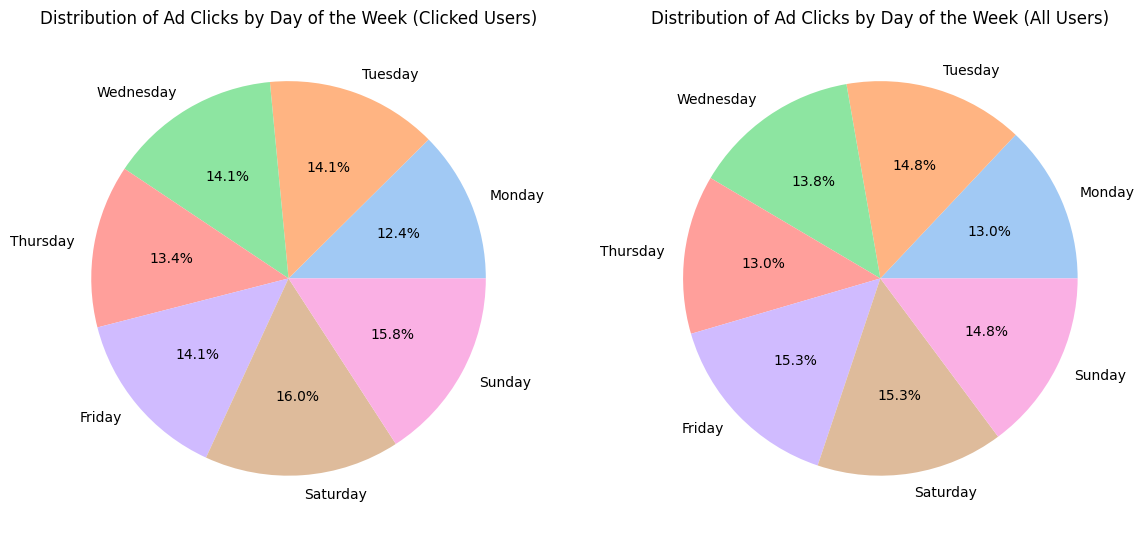 Distribution of Ad Clicks by Day of the Week (Clicked Users)
Monday
12.4%
Tuesday
14.1%
Wednesday
14.1%
Thursday
13.4%
Friday
14.1%
Saturday
16.0%
Sunday
15.8%
Distribution of Ad Clicks by Day of the Week (All Users)
Monday
13.0%
Tuesday
14.8%
Wednesday
13.8%
Thursday
13.0%
Friday
15.3%
Saturday
15.3%
Sunday
14.8%